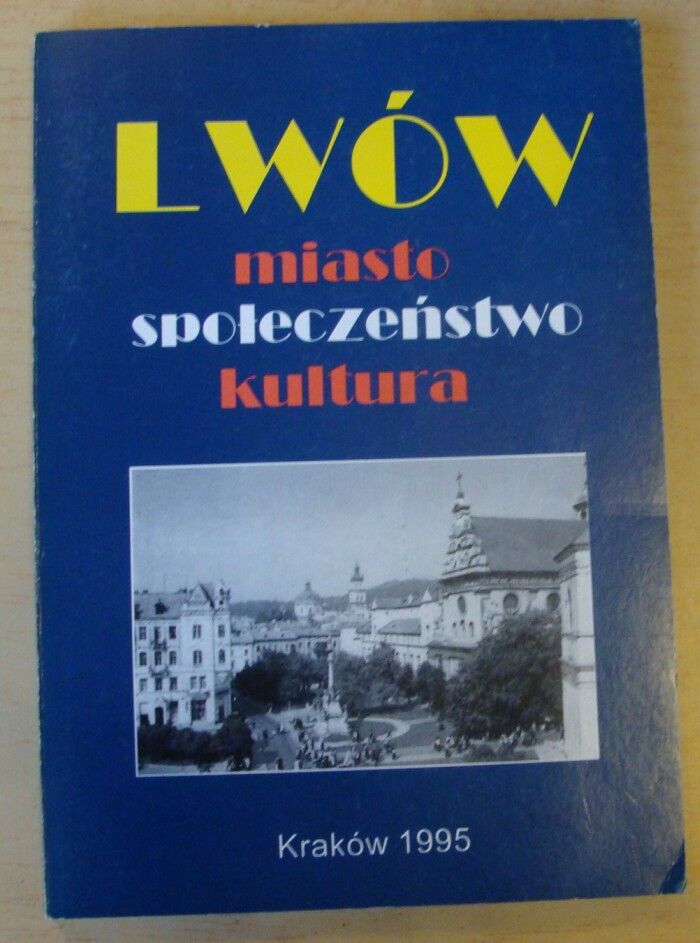 LWÓW
miasto
społeczeństwo
kultura
Kraków 1995